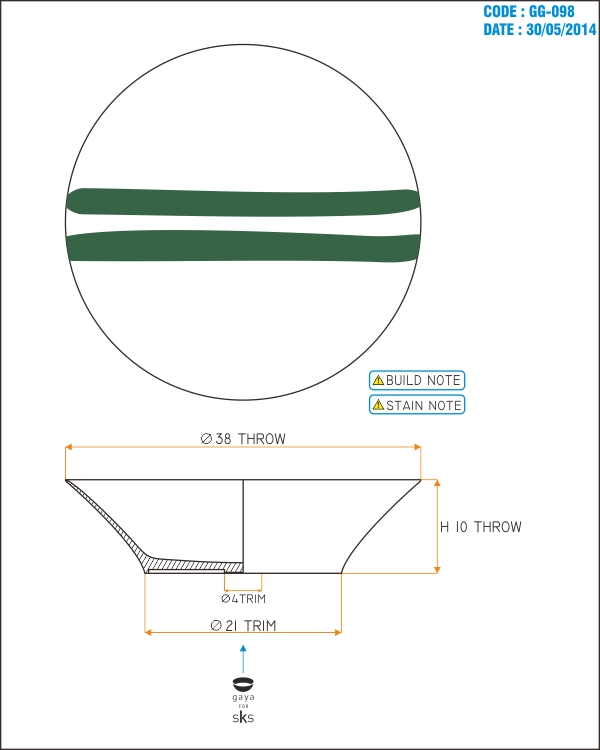 CODE : GG-098
DATE : 30/05/2014
BUILD NOTE
STAIN NOTE
Ø 38 THROW
H 10 THROW
Ø4TRIM
Ø 21 TRIM
gaya
FOR
sks